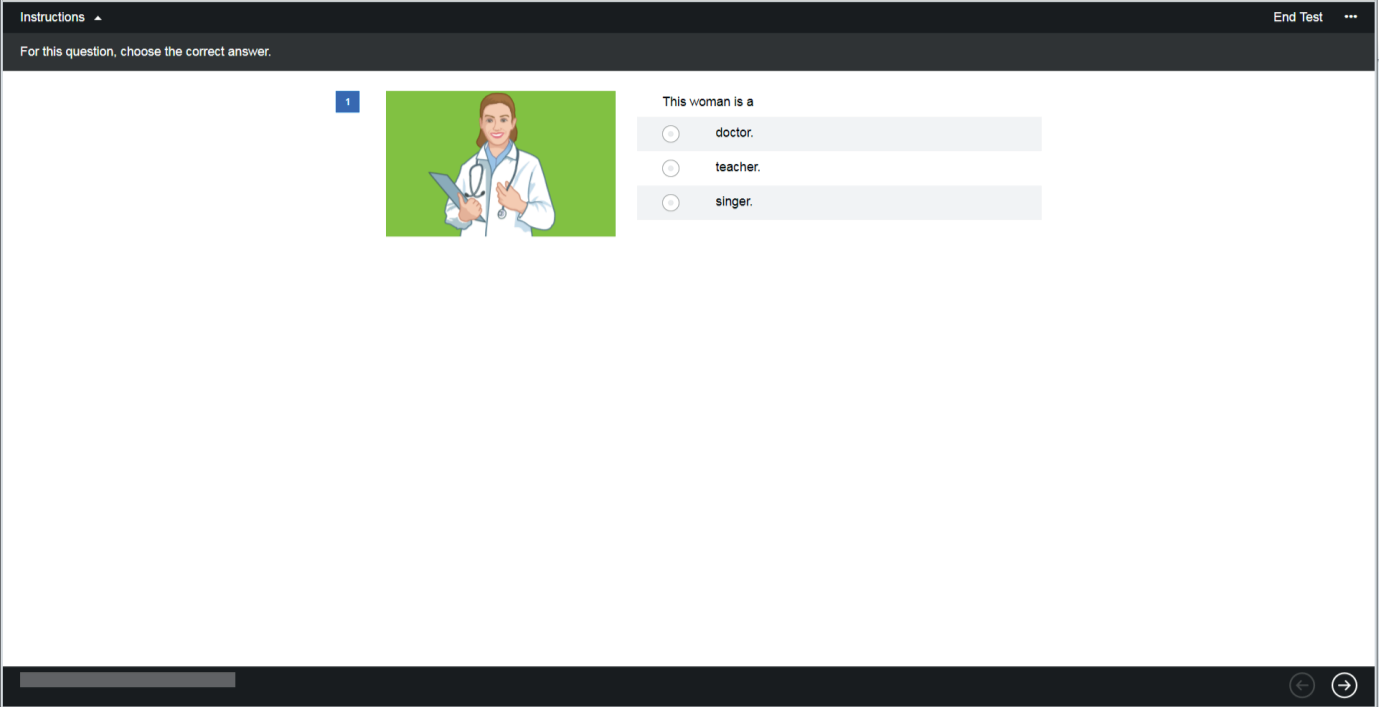 Instructions
End Test
For this question, choose the correct answer.
1
This woman is a
doctor.
teacher.
singer.